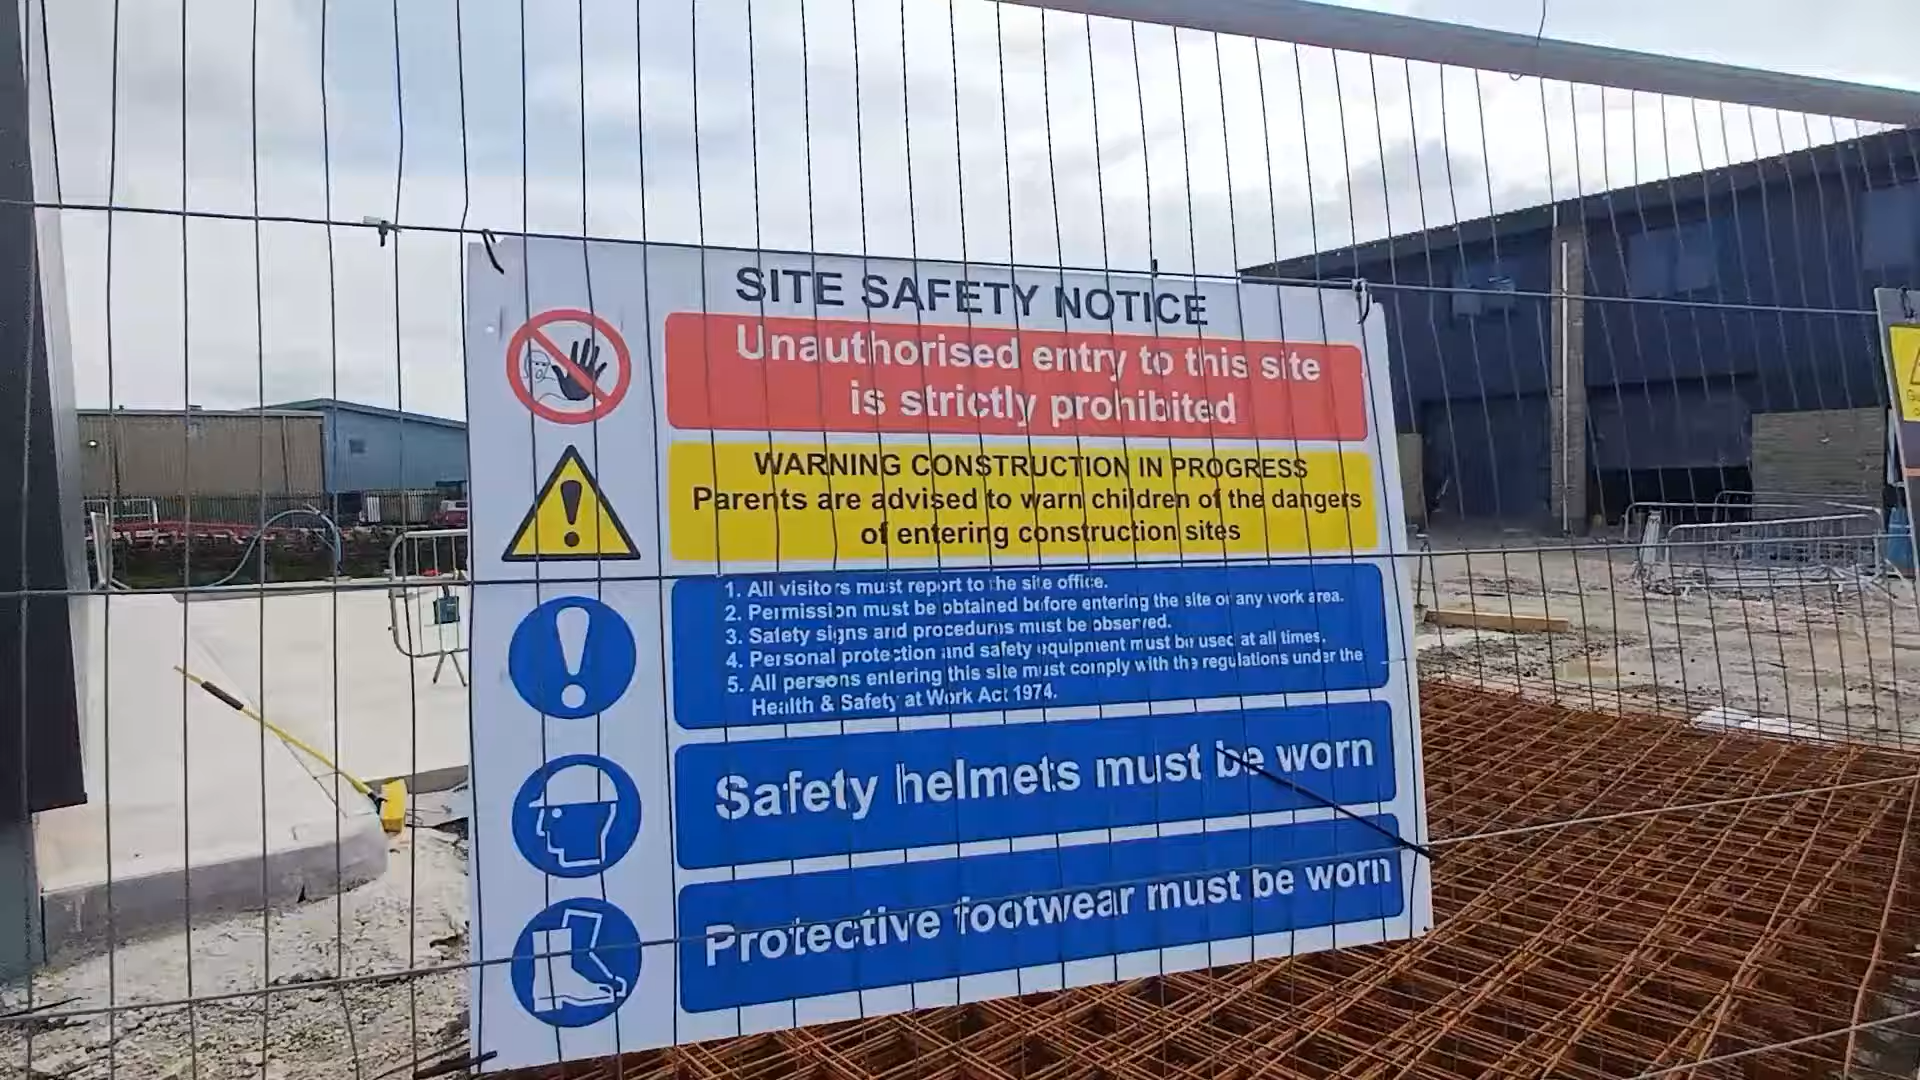 SITE SAFETY NOTICE
Unauthorised entry to this site
is strictly prohibited
WARNING CONSTRUCTION IN PROGRESS
Parents are advised to warn children of the dangers
of entering construction sites
1. All visitors must report to the site office.
2. Permission must be obtained before entering the site or any work area.
3. Safety signs and procedures must be observed.
4. Personal protection and safety equipment must be used at all times.
5. All persons entering this site must comply with the regulations under the
Health & Safety at Work Act 1974.
Safety helmets must be worn
Protective footwear must be worn